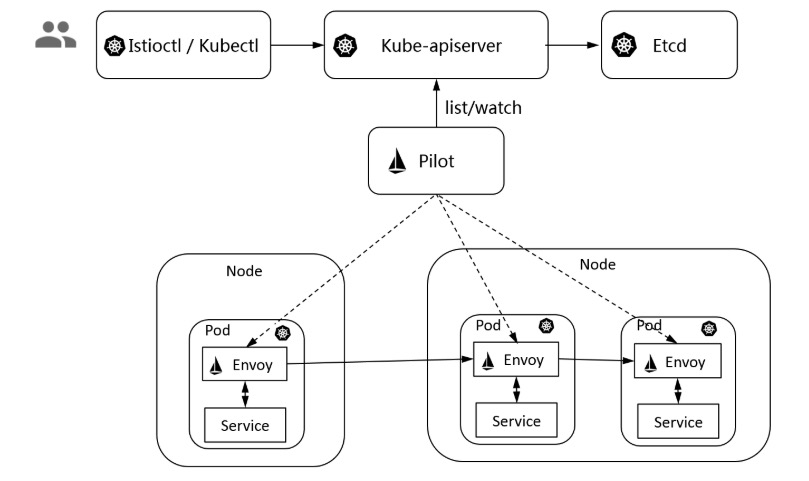 Istioctl / Kubectl
Kube-apiserver
Etcd
list/watch
Pilot
Node
Node
Pod
Pod
Pod
Envoy
Envoy
Envoy
Service
Service
Service